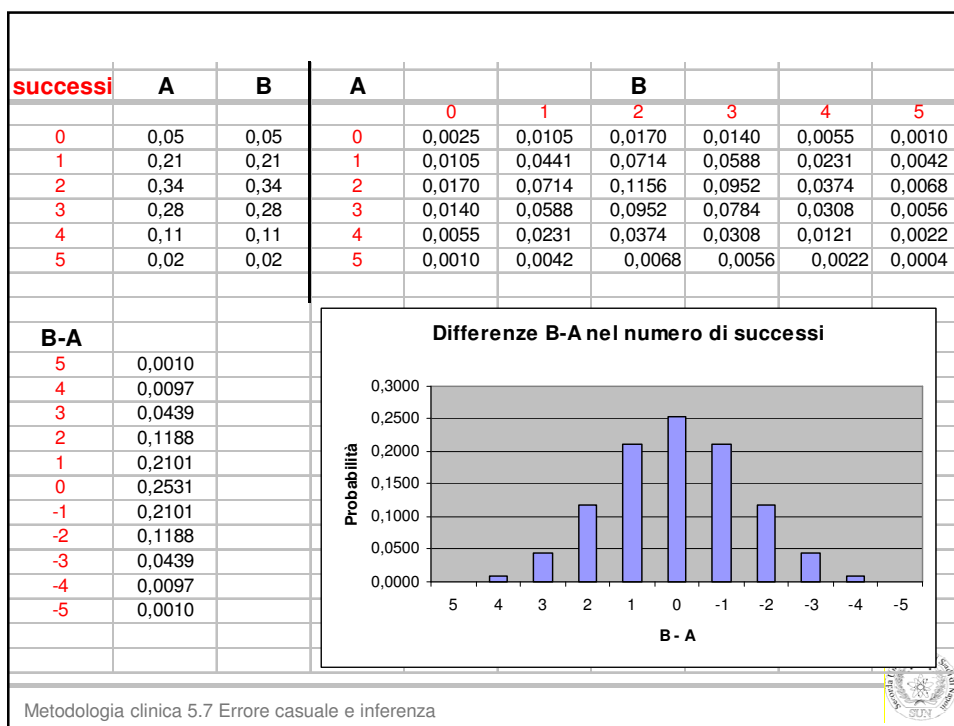 successi A B A B
0 1 2 3 4 5
0 0,05 0,05 0 0,0025 0,0105 0,0170 0,0140 0,0055 0,0010
1 0,21 0,21 1 0,0105 0,0441 0,0714 0,0588 0,0231 0,0042
2 0,34 0,34 2 0,0170 0,0714 0,1156 0,0952 0,0374 0,0068
3 0,28 0,28 3 0,0140 0,0588 0,0952 0,0784 0,0308 0,0056
4 0,11 0,11 4 0,0055 0,0231 0,0374 0,0308 0,0121 0,0022
5 0,02 0,02 5 0,0010 0,0042 0,0068 0,0056 0,0022 0,0004
B-A
5 0,0010
4 0,0097
3 0,0439
2 0,1188
1 0,2101
0 0,2531
-1 0,2101
-2 0,1188
-3 0,0439
-4 0,0097
-5 0,0010
Differenze B-A nel numero di successi
Probabilità
0,3000
0,2500
0,2000
0,1500
0,1000
0,0500
0,0000
5 4 3 2 1 0 -1 -2 -3 -4 -5
B - A
Metodologia clinica 5.7 Errore casuale e inferenza
SUN